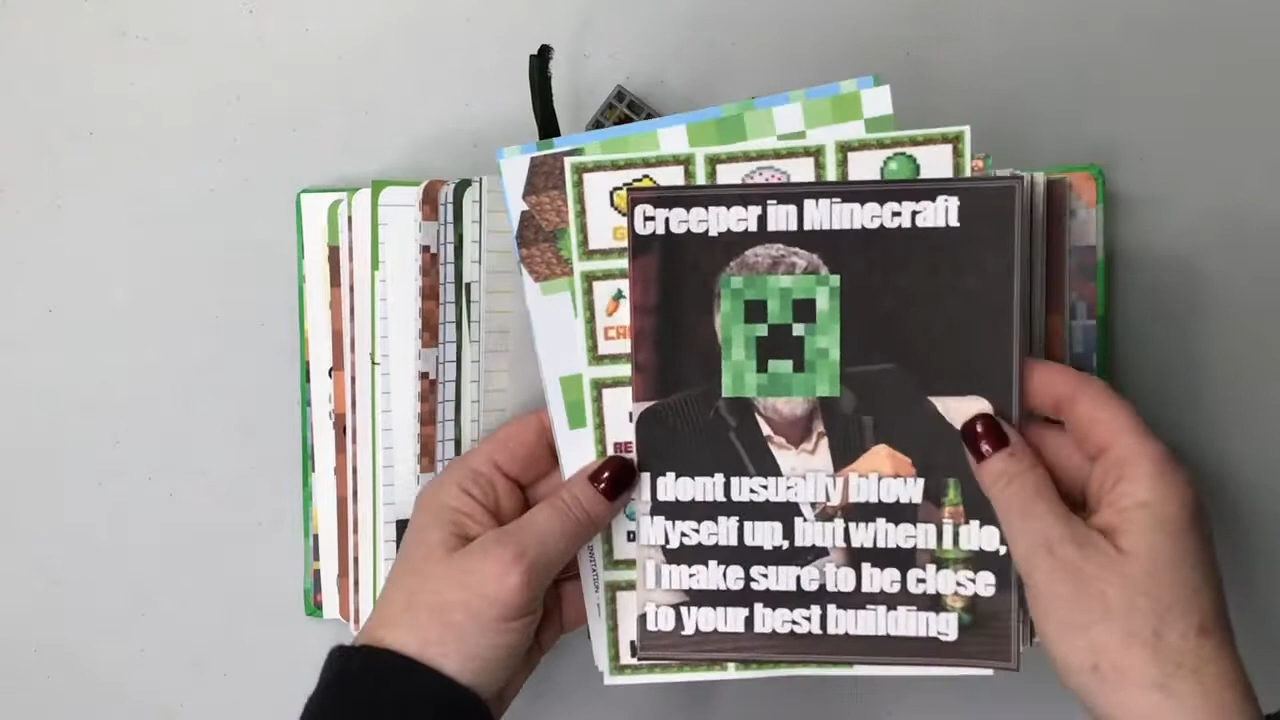 Creeper in Minecraft
I dont usually blow
Myself up, but when i do,
I make sure to be close
to your best building